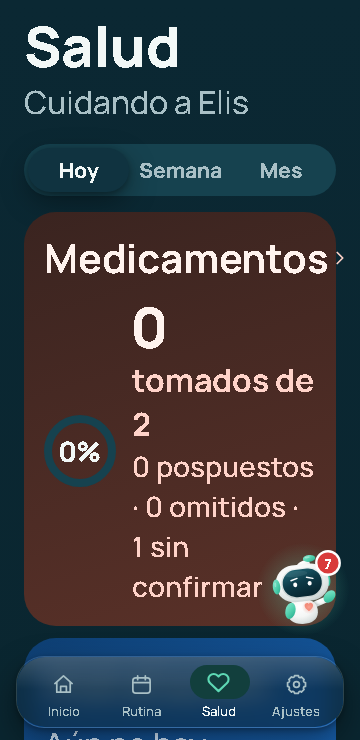 Salud
Cuidando a Elis
Hoy
Semana
Mes
Medicamentos
0
tomados de
2
0%
0 pospuestos
· 0 omitidos ·
1 sin
confirmar
7
Inicio
Rutina
Salud
Ajustes